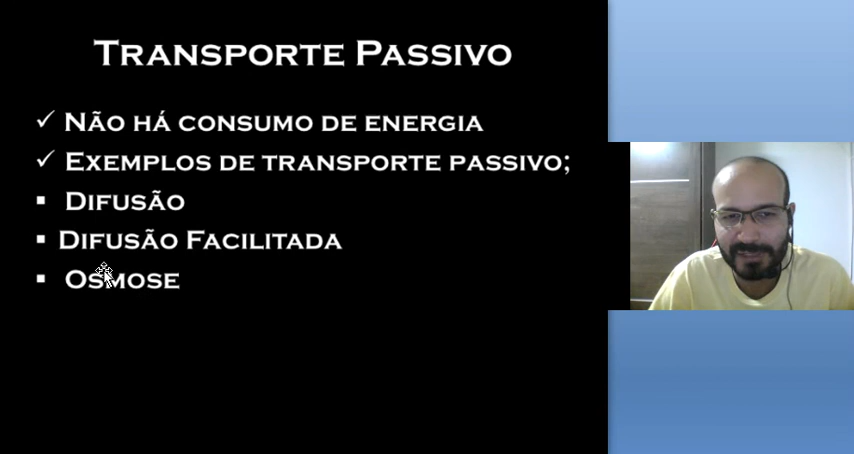 Transporte Passivo
✓ Não há consumo de energia
✓ Exemplos de transporte passivo;
▪ Difusão
▪ Difusão Facilitada
▪ Osmose